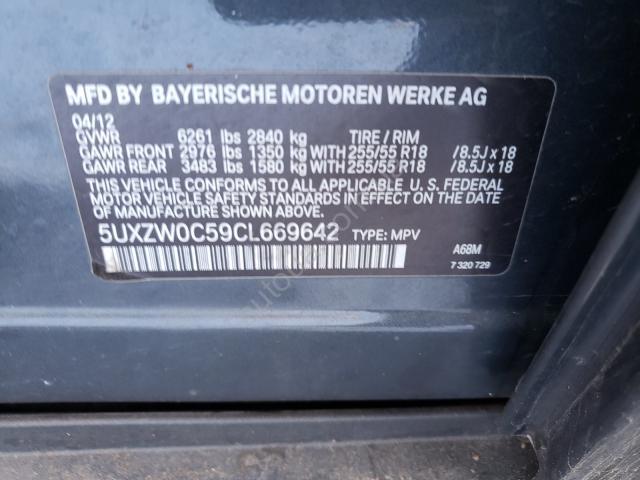 MFD BY BAYERISCHE MOTOREN WERKE AG
04/12
GVWR 6261 lbs 2840 kg TIRE / RIM
GAWR FRONT 2976 lbs 1350 kg WITH 255/55 R18 /8.5J x 18
GAWR REAR 3483 lbs 1580 kg WITH 255/55 R18 /8.5J x 18
THIS VEHICLE CONFORMS TO ALL APPLICABLE U. S. FEDERAL
MOTOR VEHICLE SAFETY STANDARDS IN EFFECT ON THE DATE
OF MANUFACTURE SHOWN ABOVE.
5UXZW0C59CL669642 TYPE: MPV
A68M
7 320 729